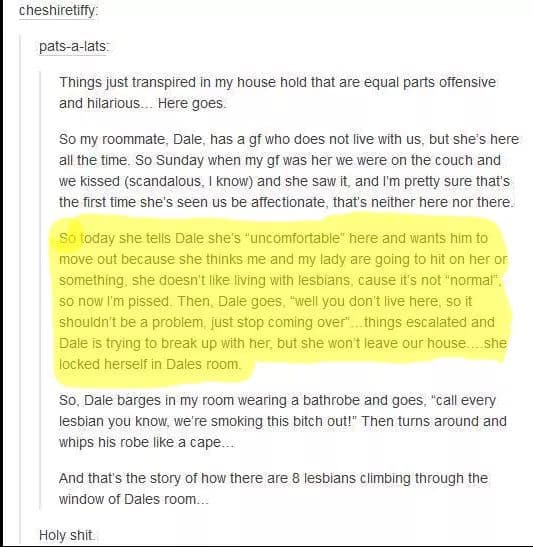 cheshiretiffy:
pats-a-lats:
Things just transpired in my house hold that are equal parts offensive
and hilarious... Here goes.
So my roommate, Dale, has a gf who does not live with us, but she's here
all the time. So Sunday when my gf was her we were on the couch and
we kissed (scandalous, I know) and she saw it, and I'm pretty sure that's
the first time she's seen us be affectionate, that's neither here nor there.
So today she tells Dale she's "uncomfortable" here and wants him to
move out because she thinks me and my lady are going to hit on her or
something, she doesn't like living with lesbians, cause it's not "normal",
so now I'm pissed. Then, Dale goes, "well you don't live here, so it
shouldn't be a problem, just stop coming over"...things escalated and
Dale is trying to break up with her, but she won't leave our house....she
locked herself in Dales room.
So, Dale barges in my room wearing a bathrobe and goes, "call every
lesbian you know, we're smoking this bitch out!" Then turns around and
whips his robe like a cape...
And that's the story of how there are 8 lesbians climbing through the
window of Dales room...
Holy shit.